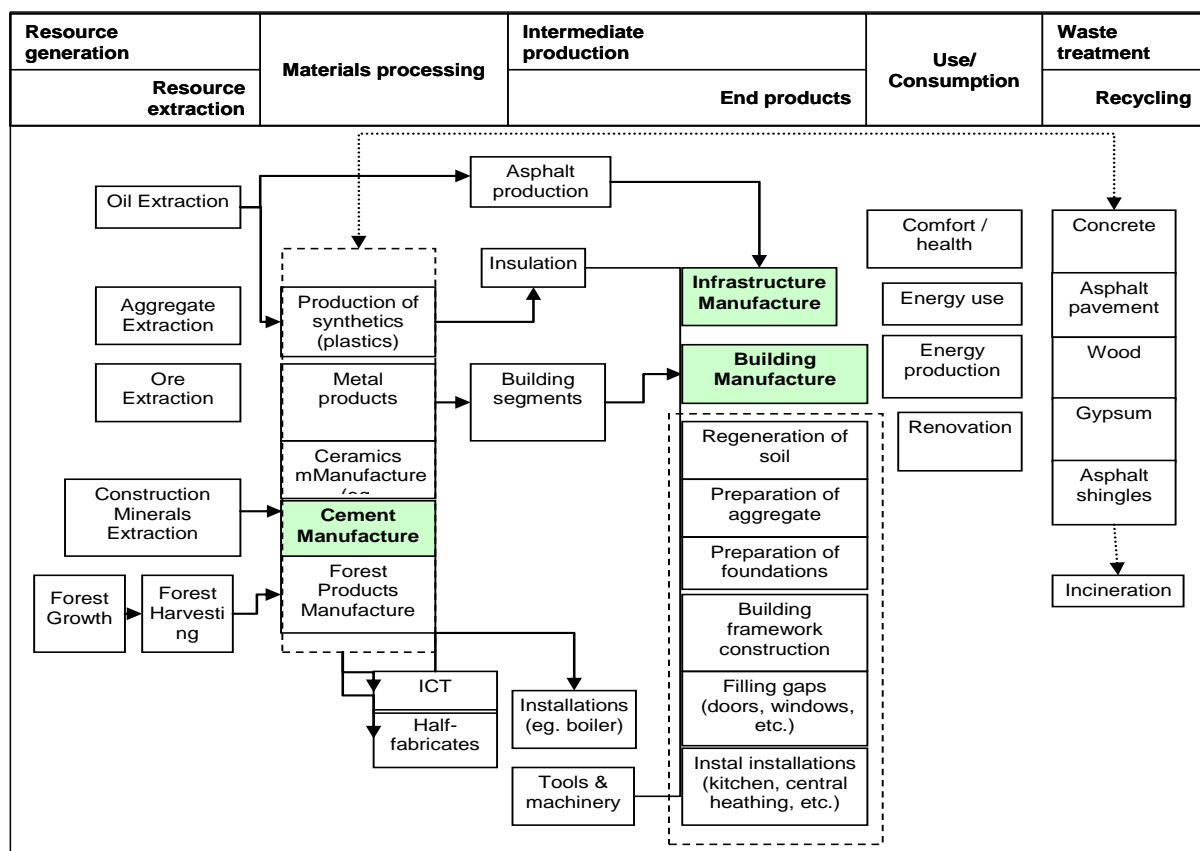 Resource
generation
Resource
extraction
Materials processing
Intermediate
production
End products
Use/
Consumption
Waste
treatment
Recycling
Oil Extraction
Aggregate
Extraction
Ore
Extraction
Construction
Minerals
Extraction
Forest
Growth
Forest
Harvesti
ng
Production of
synthetics
(plastics)
Metal
products
Ceramics
mManufacture
Cement
Manufacture
Forest
Products
Manufacture
ICT
Half-
fabricates
Asphalt
production
Insulation
Building
segments
Installations
(eg. boiler)
Tools &
machinery
Infrastructure
Manufacture
Building
Manufacture
Regeneration of
soil
Preparation of
aggregate
Preparation of
foundations
Building
framework
construction
Filling gaps
(doors, windows,
etc.)
Instal installations
(kitchen, central
heathing, etc.)
Comfort /
health
Energy use
Energy
production
Renovation
Concrete
Asphalt
pavement
Wood
Gypsum
Asphalt
shingles
Incineration